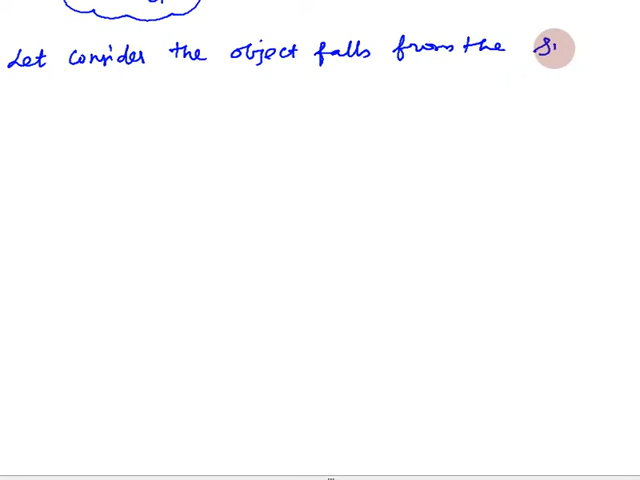 Let consider the object falls from the